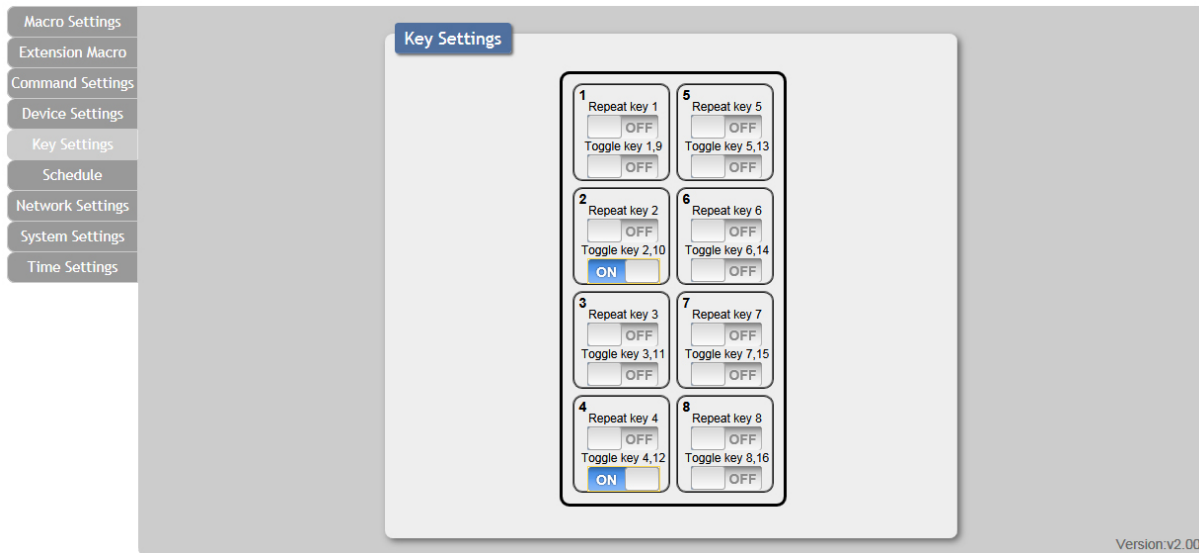 Macro Settings
Extension Macro
Command Settings
Device Settings
Key Settings
Schedule
Network Settings
System Settings
Time Settings
Key Settings
1
Repeat key 1
OFF
Toggle key 1,9
OFF
2
Repeat key 2
OFF
Toggle key 2,10
ON
3
Repeat key 3
OFF
Toggle key 3,11
OFF
4
Repeat key 4
OFF
Toggle key 4,12
ON
5
Repeat key 5
OFF
Toggle key 5,13
OFF
6
Repeat key 6
OFF
Toggle key 6,14
OFF
7
Repeat key 7
OFF
Toggle key 7,15
OFF
8
Repeat key 8
OFF
Toggle key 8,16
OFF
Version:v2.00